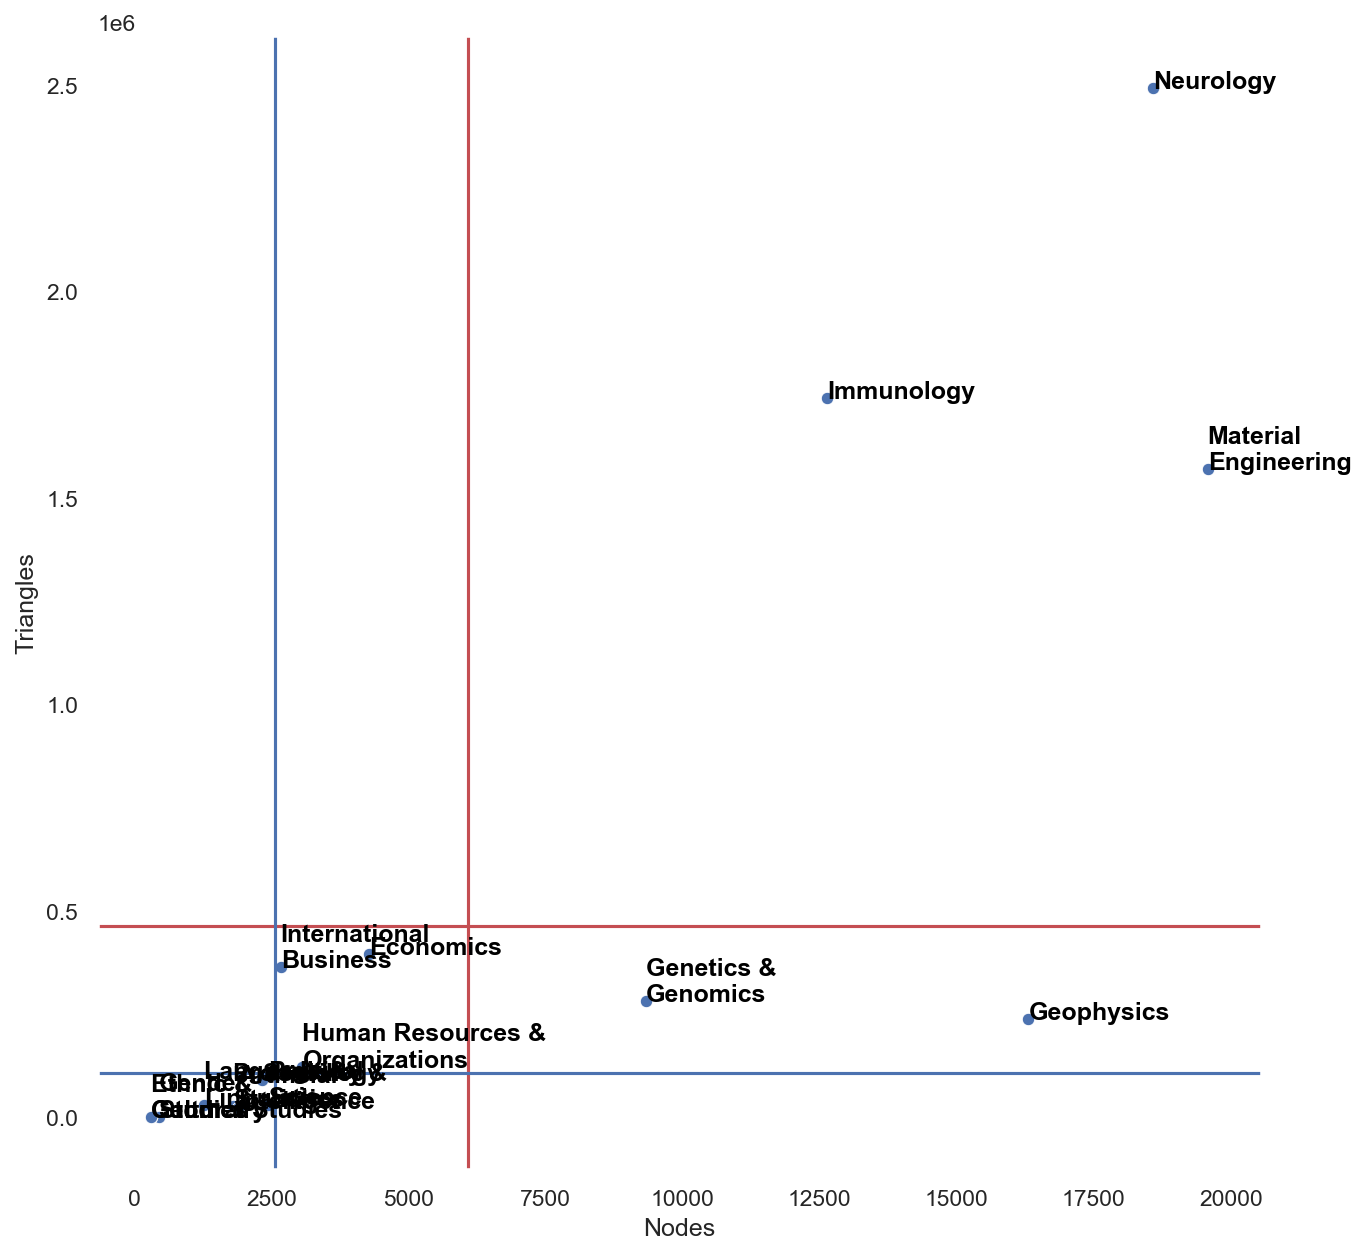 1e6
2.5
2.0
1.5
1.0
0.5
0.0
Triangles
Neurology
Immunology
Material
Engineering
International
Business
Economics
Genetics &
Genomics
Geophysics
Human Resources &
Organizations
Studies
0
2500
5000
7500
10000
12500
15000
17500
20000
Nodes